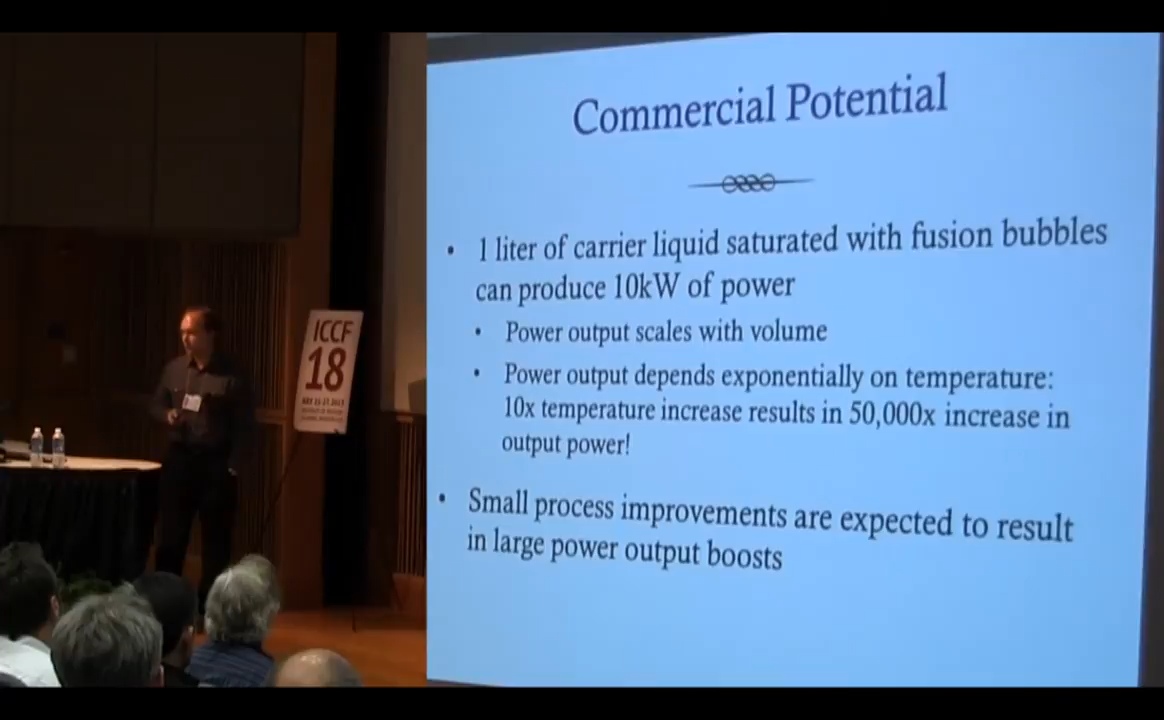 Commercial Potential
• 1 liter of carrier liquid saturated with fusion bubbles
can produce 10kW of power
• Power output scales with volume
• Power output depends exponentially on temperature:
10x temperature increase results in 50,000x increase in
output power!
• Small process improvements are expected to result
in large power output boosts
ICCF
18